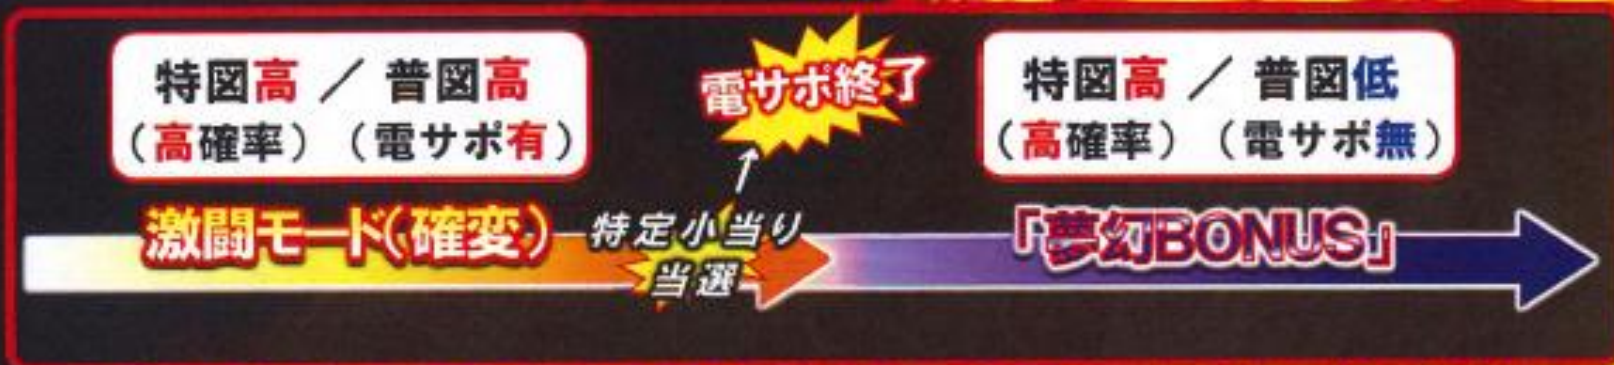 特図高 / 普図高
(高確率) (電サポ有)
電サポ終了
特図高 / 普図低
(高確率) (電サポ無)
激闘モード(確変)
特定小当り
当選
「夢幻BONUS」